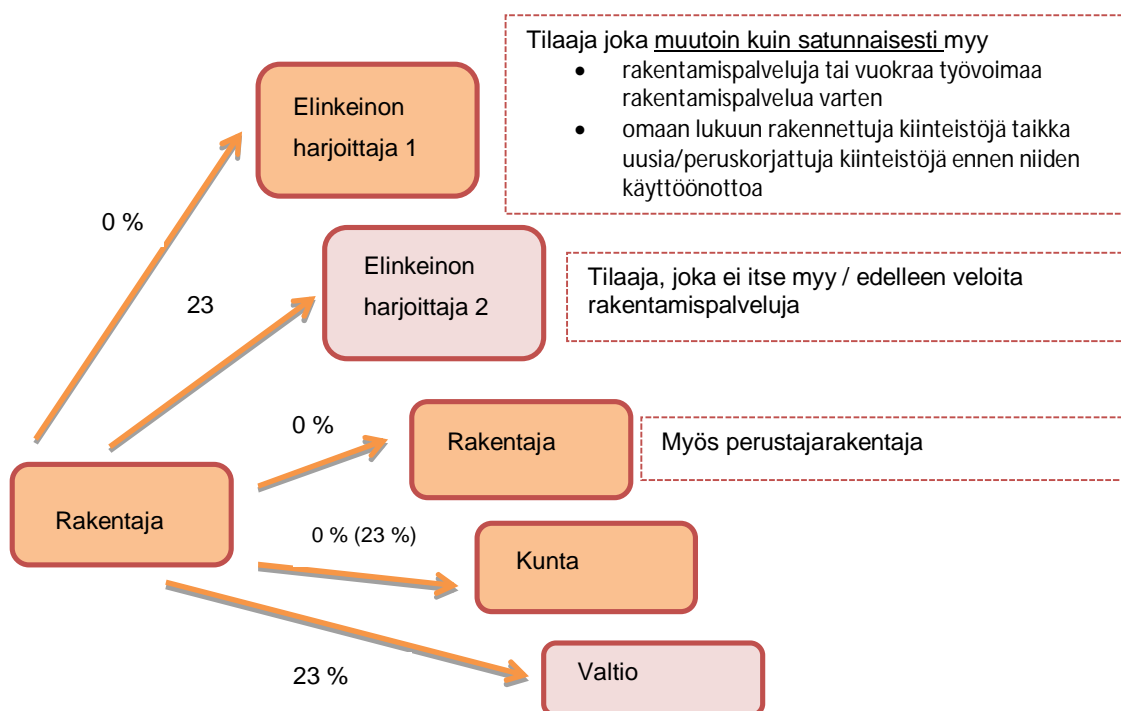 Tilaaja joka muutoin kuin satunnaisesti myy
• rakentamispalveluja tai vuokraa työvoimaa
rakentamispalvelua varten
• omaan lukuun rakennettuja kiinteistöjä taikka
uusia/peruskorjattuja kiinteistöjä ennen niiden
käyttöönottoa
Elinkeinon
harjoittaja 1
0 %
Elinkeinon
harjoittaja 2
Tilaaja, joka ei itse myy / edelleen veloita
rakentamispalveluja
23
0 %
Rakentaja
Myös perustajarakentaja
Rakentaja
0 % (23 %)
Kunta
23 %
Valtio